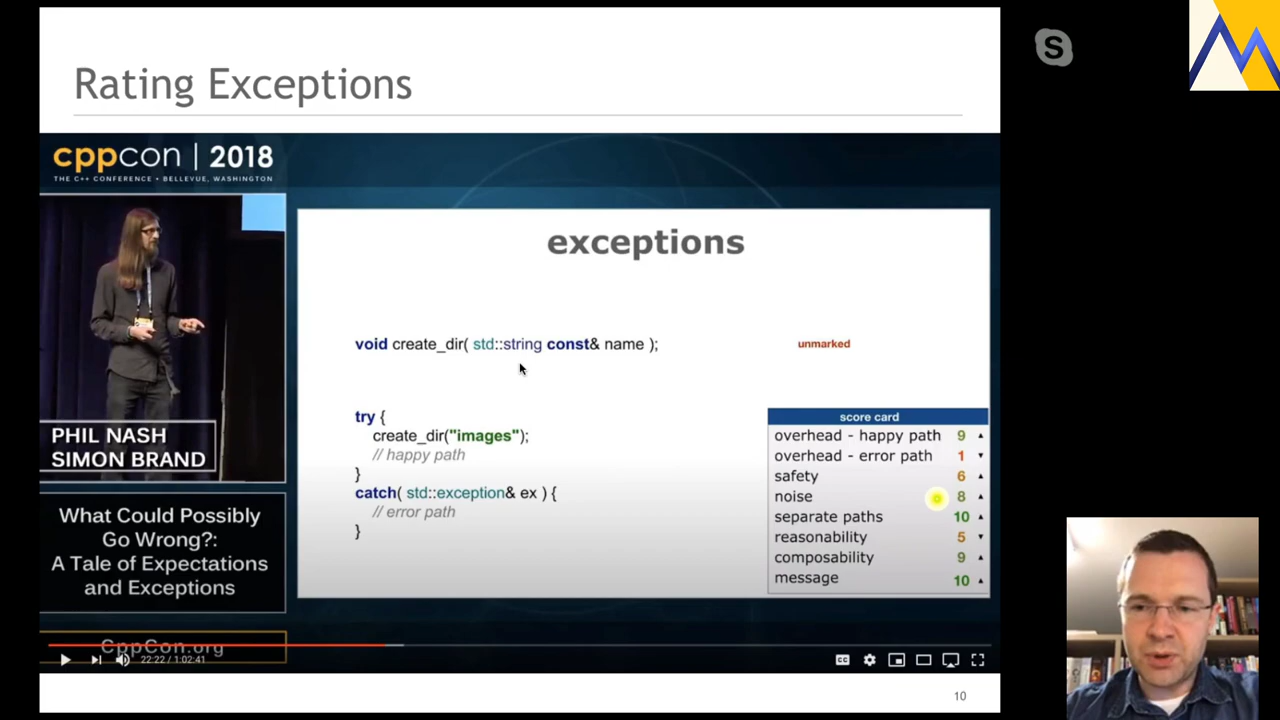 Rating Exceptions
cppcon | 2018
THE C++ CONFERENCE • BELLEVUE, WASHINGTON
exceptions
void create_dir( std::string const& name );
unmarked
try {
create_dir("images");
// happy path
}
catch( std::exception& ex ) {
// error path
}
score card
overhead - happy path 9 ▲
overhead - error path 1 ▼
safety 6 ▲
noise 8 ▲
separate paths 10 ▲
reasonability 5 ▼
composability 9 ▲
message 10 ▲
PHIL NASH
SIMON BRAND
What Could Possibly
Go Wrong?:
A Tale of Expectations
and Exceptions
CppCon.org
22:22 / 1:02:41
CC
10
S